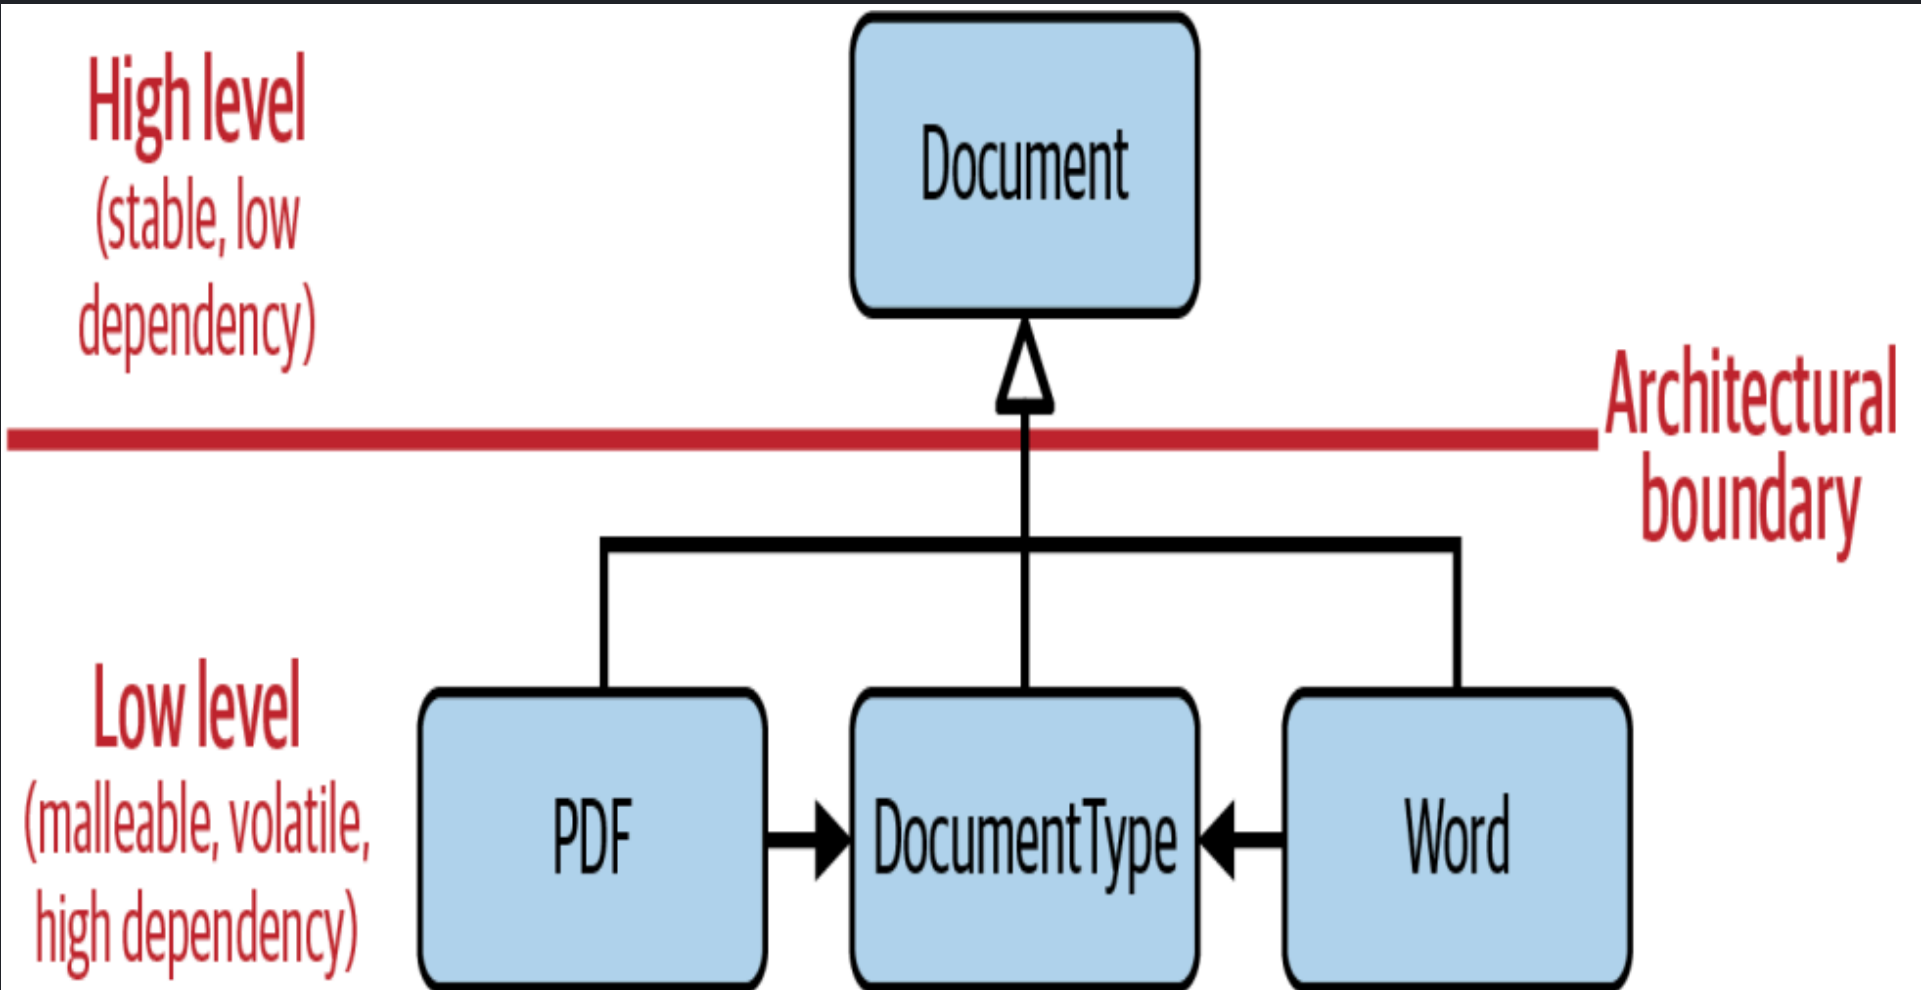 High level
(stable, low
dependency)
Document
Architectural
boundary
Low level
(malleable, volatile,
high dependency)
PDF
DocumentType
Word